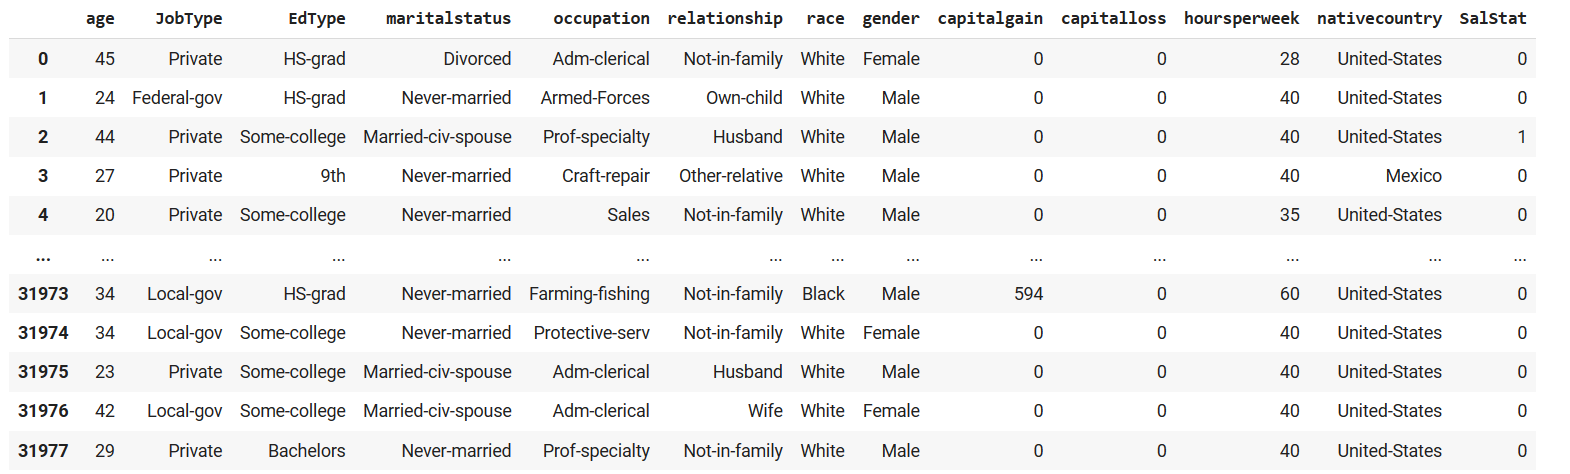 age JobType EdType maritalstatus occupation relationship race gender capitalgain capitalloss hoursperweek nativecountry SalStat
0 45 Private HS-grad Divorced Adm-clerical Not-in-family White Female 0 0 28 United-States 0
1 24 Federal-gov HS-grad Never-married Armed-Forces Own-child White Male 0 0 40 United-States 0
2 44 Private Some-college Married-civ-spouse Prof-specialty Husband White Male 0 0 40 United-States 1
3 27 Private 9th Never-married Craft-repair Other-relative White Male 0 0 40 Mexico 0
4 20 Private Some-college Never-married Sales Not-in-family White Male 0 0 35 United-States 0
... ... ... ... ... ... ... ... ... ... ... ... ... ...
31973 34 Local-gov HS-grad Never-married Farming-fishing Not-in-family Black Male 594 0 60 United-States 0
31974 34 Local-gov Some-college Never-married Protective-serv Not-in-family White Female 0 0 40 United-States 0
31975 23 Private Some-college Married-civ-spouse Adm-clerical Husband White Male 0 0 40 United-States 0
31976 42 Local-gov Some-college Married-civ-spouse Adm-clerical Wife White Female 0 0 40 United-States 0
31977 29 Private Bachelors Never-married Prof-specialty Not-in-family White Male 0 0 40 United-States 0